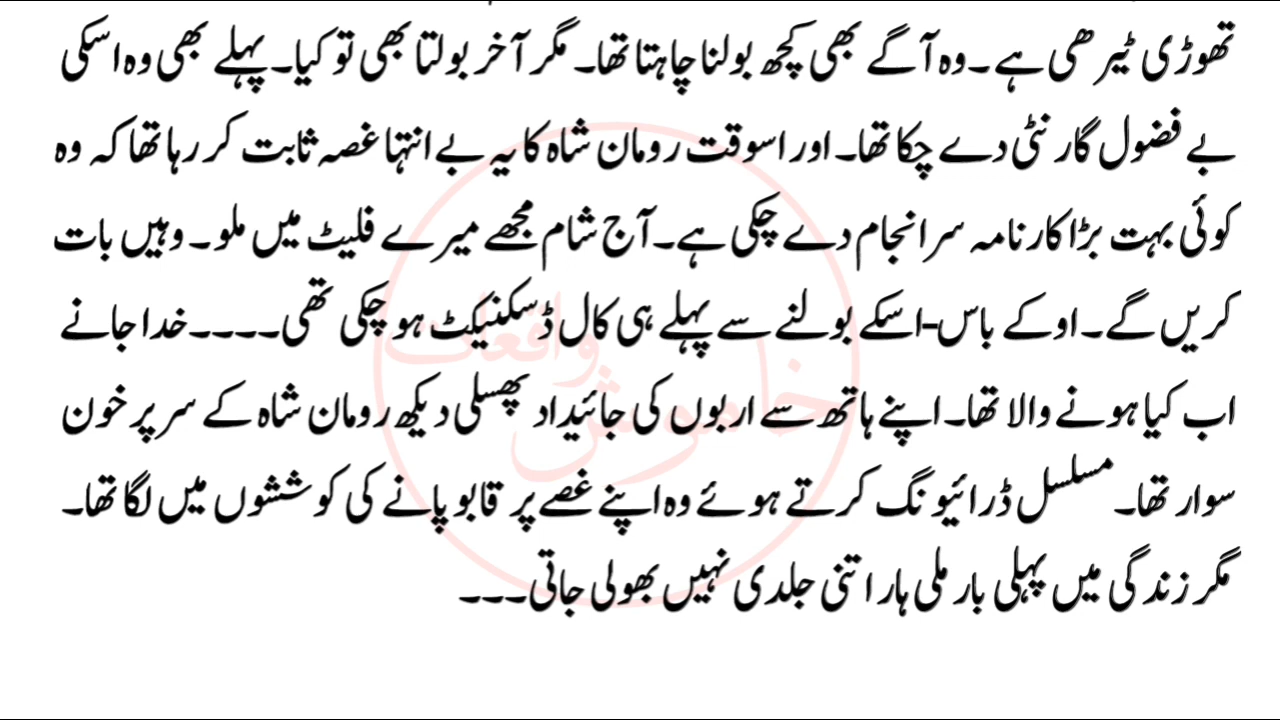 تھوڑی ٹیڑھی ہے۔ وہ آگے بھی کچھ بولنا چاہتا تھا۔ مگر آخر بولتا بھی تو کیا۔ پہلے بھی وہ اسکی
بے فضول گارنٹی دے چکا تھا۔ اور اسوقت رومان شاہ کا یہ بے انتہا غصہ ثابت کر رہا تھا کہ وہ
کوئی بہت بڑا کارنامہ سرانجام دے چکی ہے۔ آج شام مجھے میرے فلیٹ میں ملو۔ وہیں بات
کریں گے۔ اوکے باس-اسکے بولنے سے پہلے ہی کال ڈسکنیکٹ ہو چکی تھی۔۔۔۔خدا جانے
اب کیا ہونے والا تھا۔ اپنے ہاتھ سے اربوں کی جائیداد پھسلی دیکھ رومان شاہ کے سر پر خون
سوار تھا۔ مسلسل ڈرائیونگ کرتے ہوئے وہ اپنے غصے پر قابو پانے کی کوششوں میں لگا تھا۔
مگر زندگی میں پہلی بار ملی ہار اتنی جلدی نہیں بھولی جاتی۔۔۔
خاموش واقعات